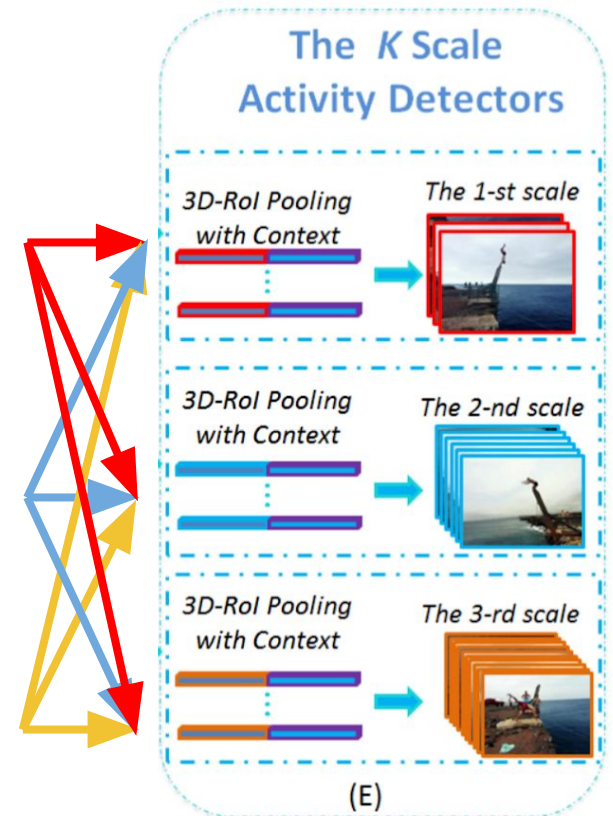 The K Scale
Activity Detectors
3D-RoI Pooling
with Context
The 1-st scale
3D-RoI Pooling
with Context
The 2-nd scale
3D-RoI Pooling
with Context
The 3-rd scale
(E)